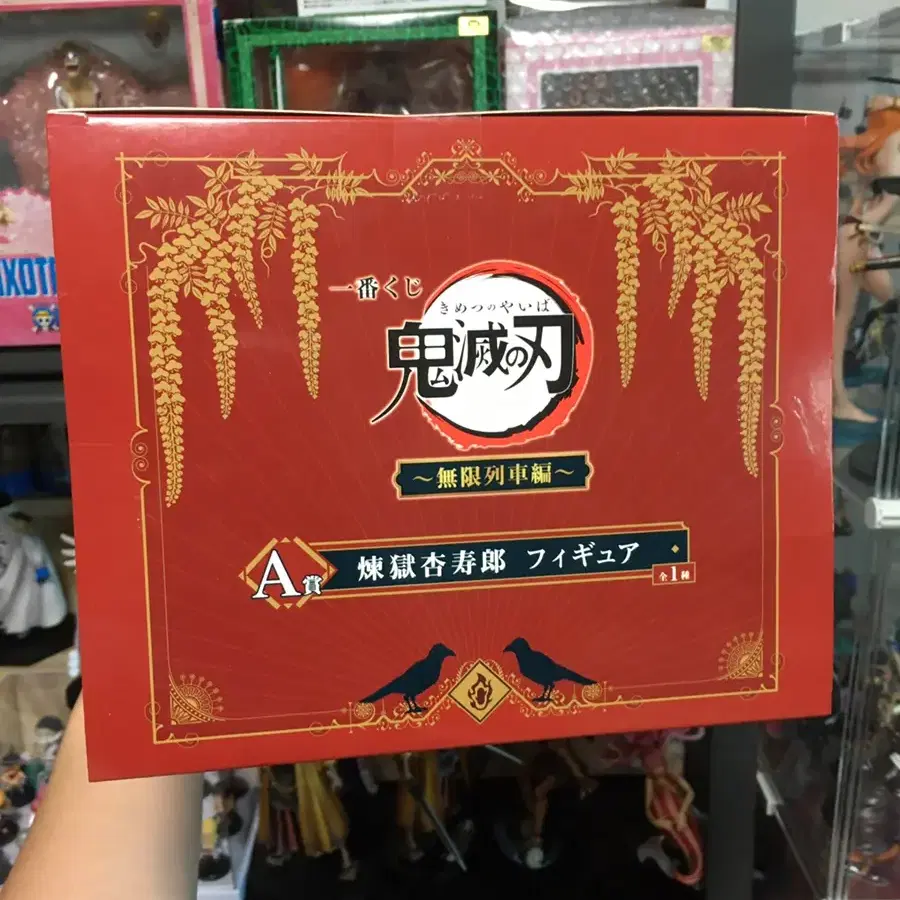 一番くじ
きめつのやいば
鬼滅の刃
～無限列車編～
A賞 煉獄杏寿郎 フィギュア
全1種